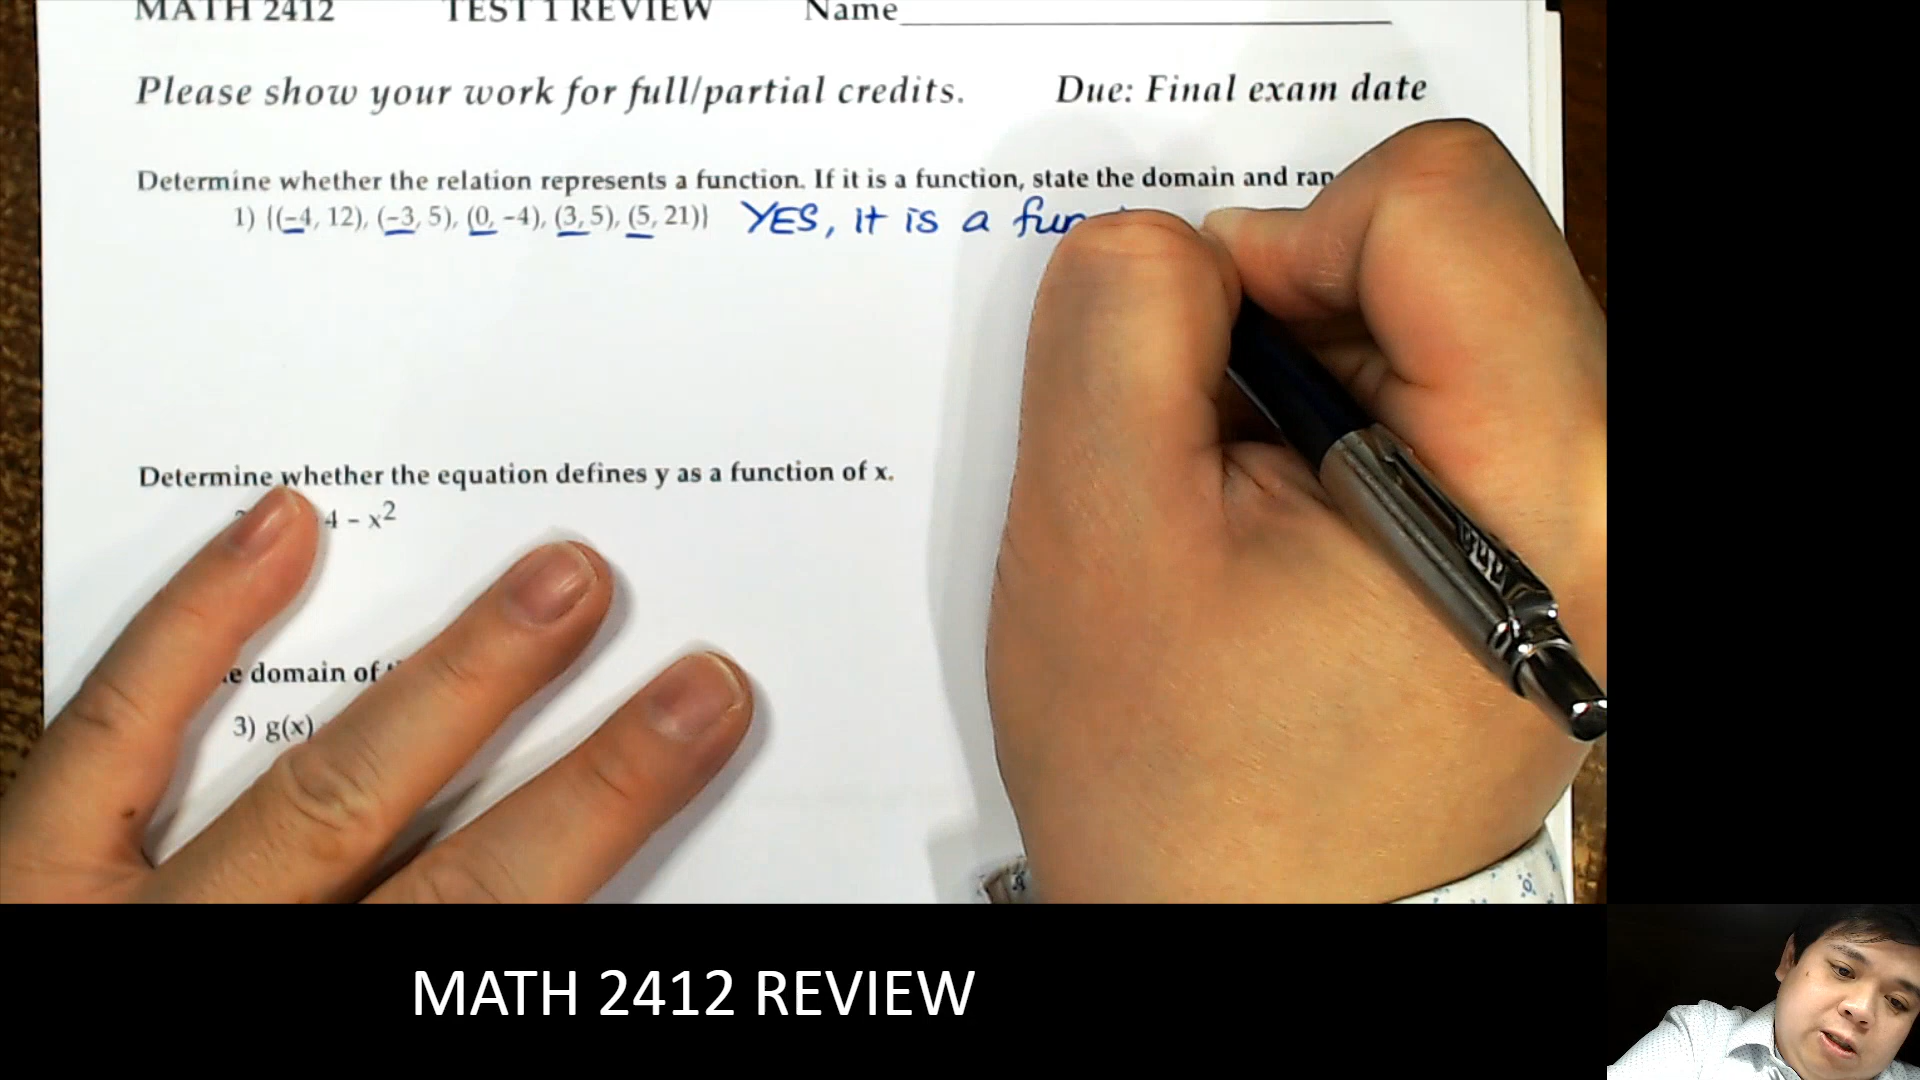 MATH 2412 TEST 1 REVIEW Name
Please show your work for full/partial credits. Due: Final exam date
Determine whether the relation represents a function. If it is a function, state the domain and ran
1) {(-4, 12), (-3, 5), (0, -4), (3, 5), (5, 21)} YES, it is a fun
Determine whether the equation defines y as a function of x.
4 - x²
e domain of
3) g(x)
MATH 2412 REVIEW